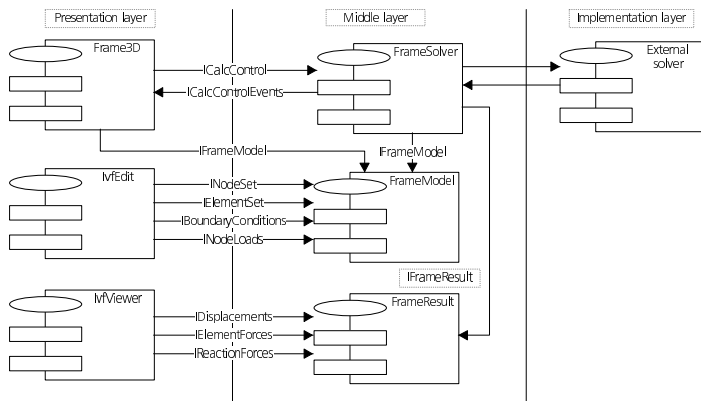 Presentation layer
Middle layer
Implementation layer
Frame3D
FrameSolver
External
solver
ICalcControl
ICalcControlEvents
IFrameModel
IFrameModel
IvfEdit
FrameModel
INodeSet
IElementSet
IBoundaryConditions
INodeLoads
IFrameResult
IvfViewer
FrameResult
IDisplacements
IElementForces
IReactionForces